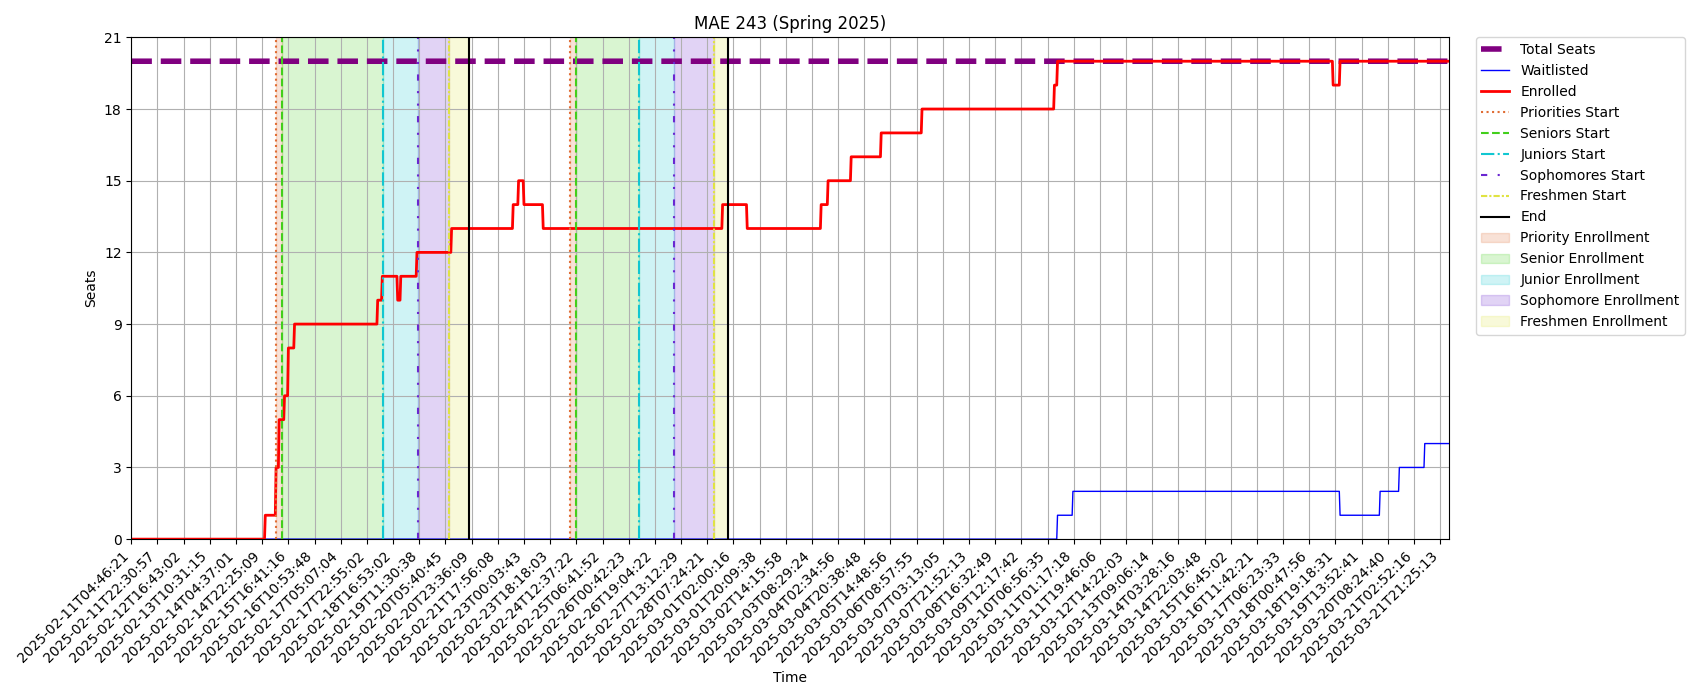 MAE 243 (Spring 2025)
21
18
15
12
9
6
3
0
Seats
2025-02-11T04:46:21
2025-02-11T22:30:57
2025-02-12T16:43:02
2025-02-13T10:31:15
2025-02-14T04:37:01
2025-02-14T22:25:09
2025-02-15T16:41:16
2025-02-16T10:53:48
2025-02-17T05:07:04
2025-02-17T22:55:02
2025-02-18T16:53:02
2025-02-19T11:30:38
2025-02-20T05:40:45
2025-02-20T23:36:09
2025-02-21T17:56:08
2025-02-23T00:03:43
2025-02-23T18:18:03
2025-02-24T12:37:22
2025-02-25T06:41:52
2025-02-26T00:42:23
2025-02-26T19:04:22
2025-02-27T13:12:29
2025-02-28T07:24:21
2025-03-01T02:00:16
2025-03-01T20:09:38
2025-03-02T14:15:58
2025-03-03T08:29:24
2025-03-04T02:34:56
2025-03-04T20:38:48
2025-03-05T14:48:56
2025-03-06T08:57:55
2025-03-07T03:13:05
2025-03-07T21:52:13
2025-03-08T16:32:49
2025-03-09T12:17:42
2025-03-10T06:56:35
2025-03-11T01:17:18
2025-03-11T19:46:06
2025-03-12T14:22:03
2025-03-13T09:06:14
2025-03-14T03:28:16
2025-03-14T22:03:48
2025-03-15T16:45:02
2025-03-16T11:42:21
2025-03-17T06:23:33
2025-03-18T00:47:56
2025-03-18T19:18:31
2025-03-19T13:52:41
2025-03-20T08:24:40
2025-03-21T02:52:16
2025-03-21T21:25:13
Time
Total Seats
Waitlisted
Enrolled
Priorities Start
Seniors Start
Juniors Start
Sophomores Start
Freshmen Start
End
Priority Enrollment
Senior Enrollment
Junior Enrollment
Sophomore Enrollment
Freshmen Enrollment